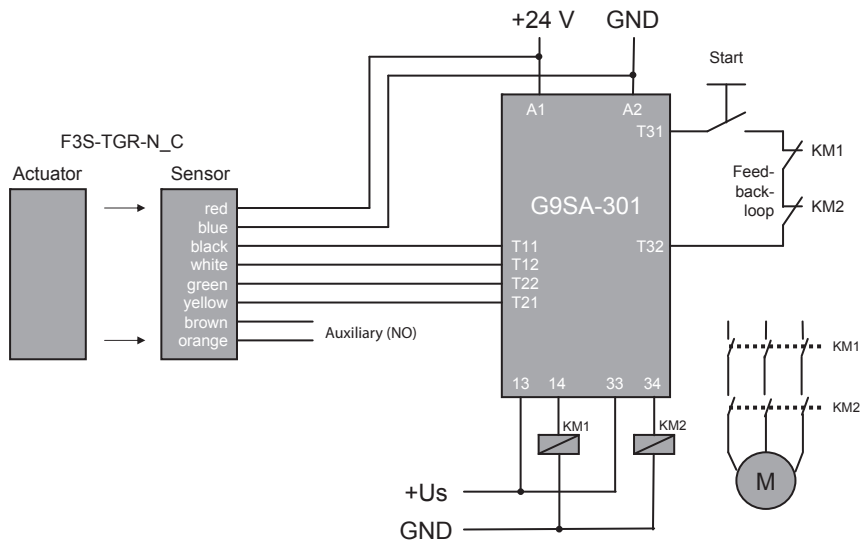 +24 V
GND
Start
A1
A2
T31
F3S-TGR-N_C
Actuator
Sensor
KM1
Feed-
back-
loop
KM2
G9SA-301
red
blue
black
white
green
yellow
brown
orange
T11
T12
T22
T21
T32
Auxiliary (NO)
13
14
33
34
KM1
KM2
KM1
KM2
M
+Us
GND